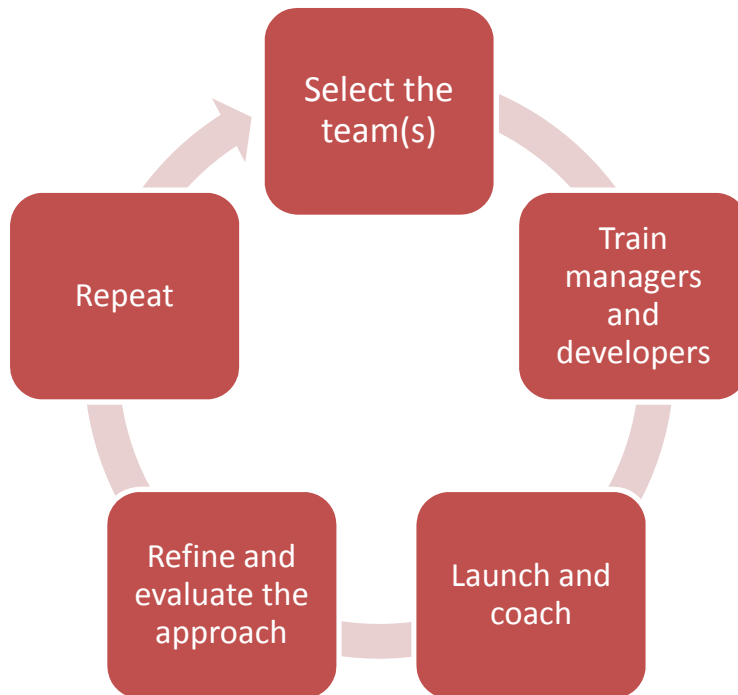 Select the
team(s)
Train
managers
and
developers
Launch and
coach
Refine and
evaluate the
approach
Repeat